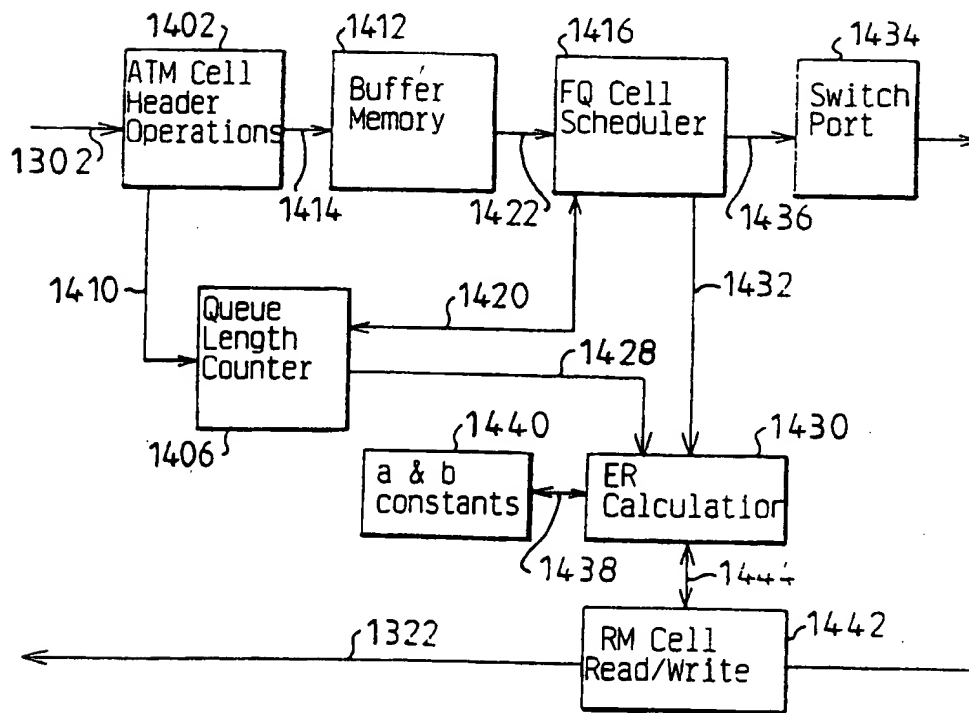 1402
1412
1416
1434
ATM Cell
Header
Operations
Buffer
Memory
FQ Cell
Scheduler
Switch
Port
1302
1414
1422
1436
1410
1420
1432
Queue
Length
Counter
1428
1406
1440
1430
a & b
constants
ER
Calculation
1438
1444
1442
1322
RM Cell
Read/Write